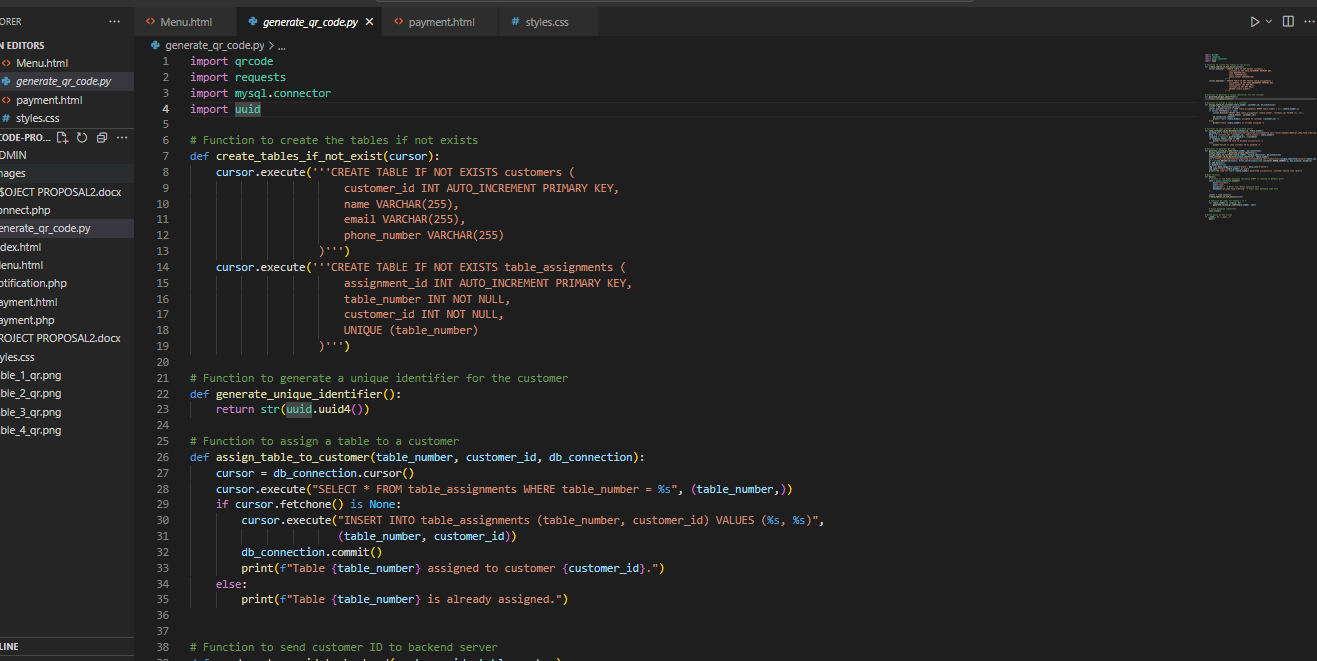 ORER ...
N EDITORS
Menu.html
generate_qr_code.py
payment.html
# styles.css
CODE-PRO... ...
DMIN
nages
$OJECT PROPOSAL2.docx
onnect.php
enerate_qr_code.py
dex.html
enu.html
otification.php
ayment.html
ayment.php
ROJECT PROPOSAL2.docx
yles.css
ble_1_qr.png
ble_2_qr.png
ble_3_qr.png
ble_4_qr.png
LINE
<> Menu.html generate_qr_code.py × <> payment.html # styles.css
generate_qr_code.py > ...
1 import qrcode
2 import requests
3 import mysql.connector
4 import uuid
5
6 # Function to create the tables if not exists
7 def create_tables_if_not_exist(cursor):
8 cursor.execute('''CREATE TABLE IF NOT EXISTS customers (
9 customer_id INT AUTO_INCREMENT PRIMARY KEY,
10 name VARCHAR(255),
11 email VARCHAR(255),
12 phone_number VARCHAR(255)
13 )''')
14 cursor.execute('''CREATE TABLE IF NOT EXISTS table_assignments (
15 assignment_id INT AUTO_INCREMENT PRIMARY KEY,
16 table_number INT NOT NULL,
17 customer_id INT NOT NULL,
18 UNIQUE (table_number)
19 )''')
20
21 # Function to generate a unique identifier for the customer
22 def generate_unique_identifier():
23 return str(uuid.uuid4())
24
25 # Function to assign a table to a customer
26 def assign_table_to_customer(table_number, customer_id, db_connection):
27 cursor = db_connection.cursor()
28 cursor.execute("SELECT * FROM table_assignments WHERE table_number = %s", (table_number,))
29 if cursor.fetchone() is None:
30 cursor.execute("INSERT INTO table_assignments (table_number, customer_id) VALUES (%s, %s)",
31 (table_number, customer_id))
32 db_connection.commit()
33 print(f"Table {table_number} assigned to customer {customer_id}.")
34 else:
35 print(f"Table {table_number} is already assigned.")
36
37
38 # Function to send customer ID to backend server